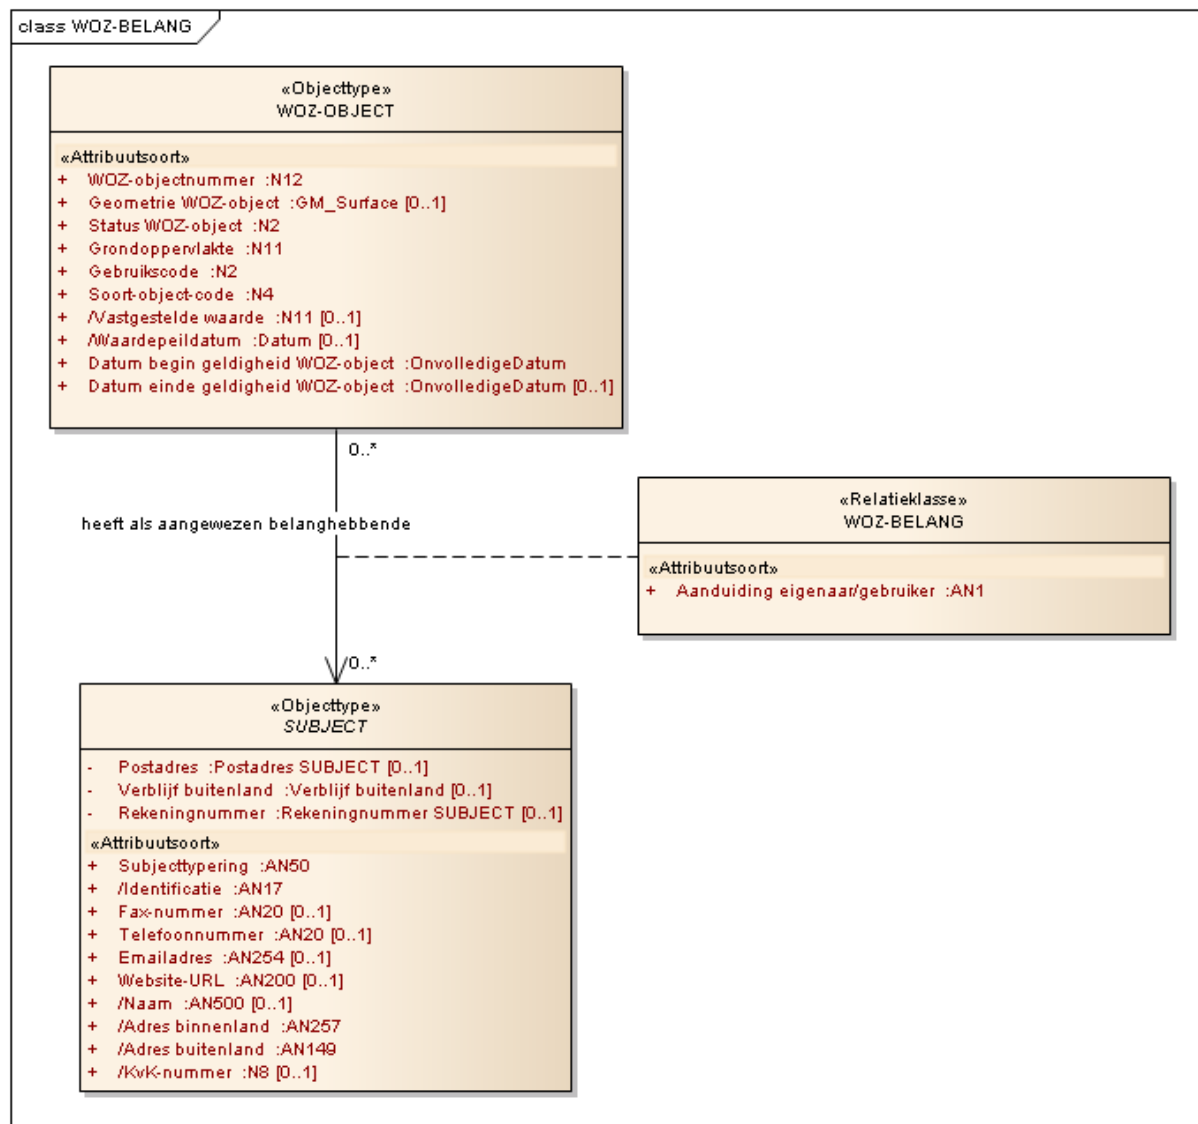 class WOZ-BELANG
«Objecttype»
WOZ-OBJECT
«Attribuutsoort»
+ WOZ-objectnummer :N12
+ Geometrie WOZ-object :GM_Surface [0..1]
+ Status WOZ-object :N2
+ Grondoppervlakte :N11
+ Gebruikscode :N2
+ Soort-object-code :N4
+ /Vastgestelde waarde :N11 [0..1]
+ /Waardepeildatum :Datum [0..1]
+ Datum begin geldigheid WOZ-object :OnvolledigeDatum
+ Datum einde geldigheid WOZ-object :OnvolledigeDatum [0..1]
0..*
heeft als aangewezen belanghebbende
«Relatieklasse»
WOZ-BELANG
«Attribuutsoort»
+ Aanduiding eigenaar/gebruiker :AN1
0..*
«Objecttype»
SUBJECT
- Postadres :Postadres SUBJECT [0..1]
- Verblijf buitenland :Verblijf buitenland [0..1]
- Rekeningnummer :Rekeningnummer SUBJECT [0..1]
«Attribuutsoort»
+ Subjecttypering :AN50
+ /Identificatie :AN17
+ Fax-nummer :AN20 [0..1]
+ Telefoonnummer :AN20 [0..1]
+ Emailadres :AN254 [0..1]
+ Website-URL :AN200 [0..1]
+ /Naam :AN500 [0..1]
+ /Adres binnenland :AN257
+ /Adres buitenland :AN149
+ /KvK-nummer :N8 [0..1]